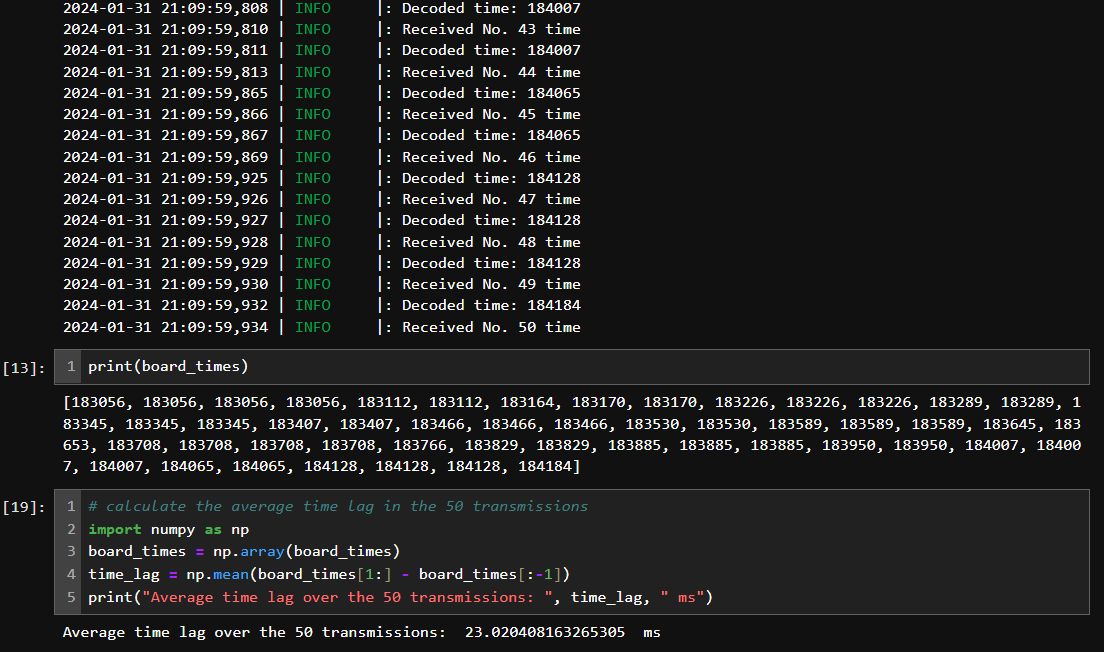 2024-01-31 21:09:59,808 | INFO     |: Decoded time: 184007
2024-01-31 21:09:59,810 | INFO     |: Received No. 43 time
2024-01-31 21:09:59,811 | INFO     |: Decoded time: 184007
2024-01-31 21:09:59,813 | INFO     |: Received No. 44 time
2024-01-31 21:09:59,865 | INFO     |: Decoded time: 184065
2024-01-31 21:09:59,866 | INFO     |: Received No. 45 time
2024-01-31 21:09:59,867 | INFO     |: Decoded time: 184065
2024-01-31 21:09:59,869 | INFO     |: Received No. 46 time
2024-01-31 21:09:59,925 | INFO     |: Decoded time: 184128
2024-01-31 21:09:59,926 | INFO     |: Received No. 47 time
2024-01-31 21:09:59,927 | INFO     |: Decoded time: 184128
2024-01-31 21:09:59,928 | INFO     |: Received No. 48 time
2024-01-31 21:09:59,929 | INFO     |: Decoded time: 184128
2024-01-31 21:09:59,930 | INFO     |: Received No. 49 time
2024-01-31 21:09:59,932 | INFO     |: Decoded time: 184184
2024-01-31 21:09:59,934 | INFO     |: Received No. 50 time
[13]: 1 print(board_times)
[183056, 183056, 183056, 183056, 183112, 183112, 183164, 183170, 183170, 183226, 183226, 183226, 183289, 183289, 1
83345, 183345, 183345, 183407, 183407, 183466, 183466, 183466, 183530, 183530, 183589, 183589, 183589, 183645, 183
653, 183708, 183708, 183708, 183708, 183766, 183829, 183829, 183885, 183885, 183885, 183950, 183950, 184007, 18400
7, 184007, 184065, 184065, 184128, 184128, 184128, 184184]
[19]: 1 # calculate the average time lag in the 50 transmissions
2 import numpy as np
3 board_times = np.array(board_times)
4 time_lag = np.mean(board_times[1:] - board_times[:-1])
5 print("Average time lag over the 50 transmissions: ", time_lag, " ms")
Average time lag over the 50 transmissions:  23.020408163265305  ms